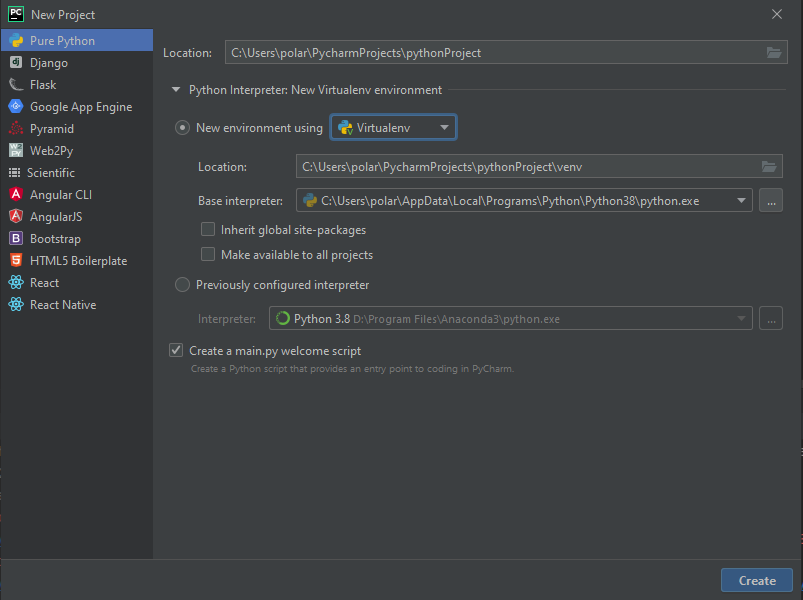 PC New Project
Pure Python
Django
Flask
Google App Engine
Pyramid
Web2Py
Scientific
Angular CLI
AngularJS
Bootstrap
HTML5 Boilerplate
React
React Native
Location: C:\Users\polar\PycharmProjects\pythonProject
Python Interpreter: New Virtualenv environment
New environment using Virtualenv
Location: C:\Users\polar\PycharmProjects\pythonProject\venv
Base interpreter: C:\Users\polar\AppData\Local\Programs\Python\Python38\python.exe ...
Inherit global site-packages
Make available to all projects
Previously configured interpreter
Interpreter: Python 3.8 D:\Program Files\Anaconda3\python.exe ...
Create a main.py welcome script
Create a Python script that provides an entry point to coding in PyCharm.
Create